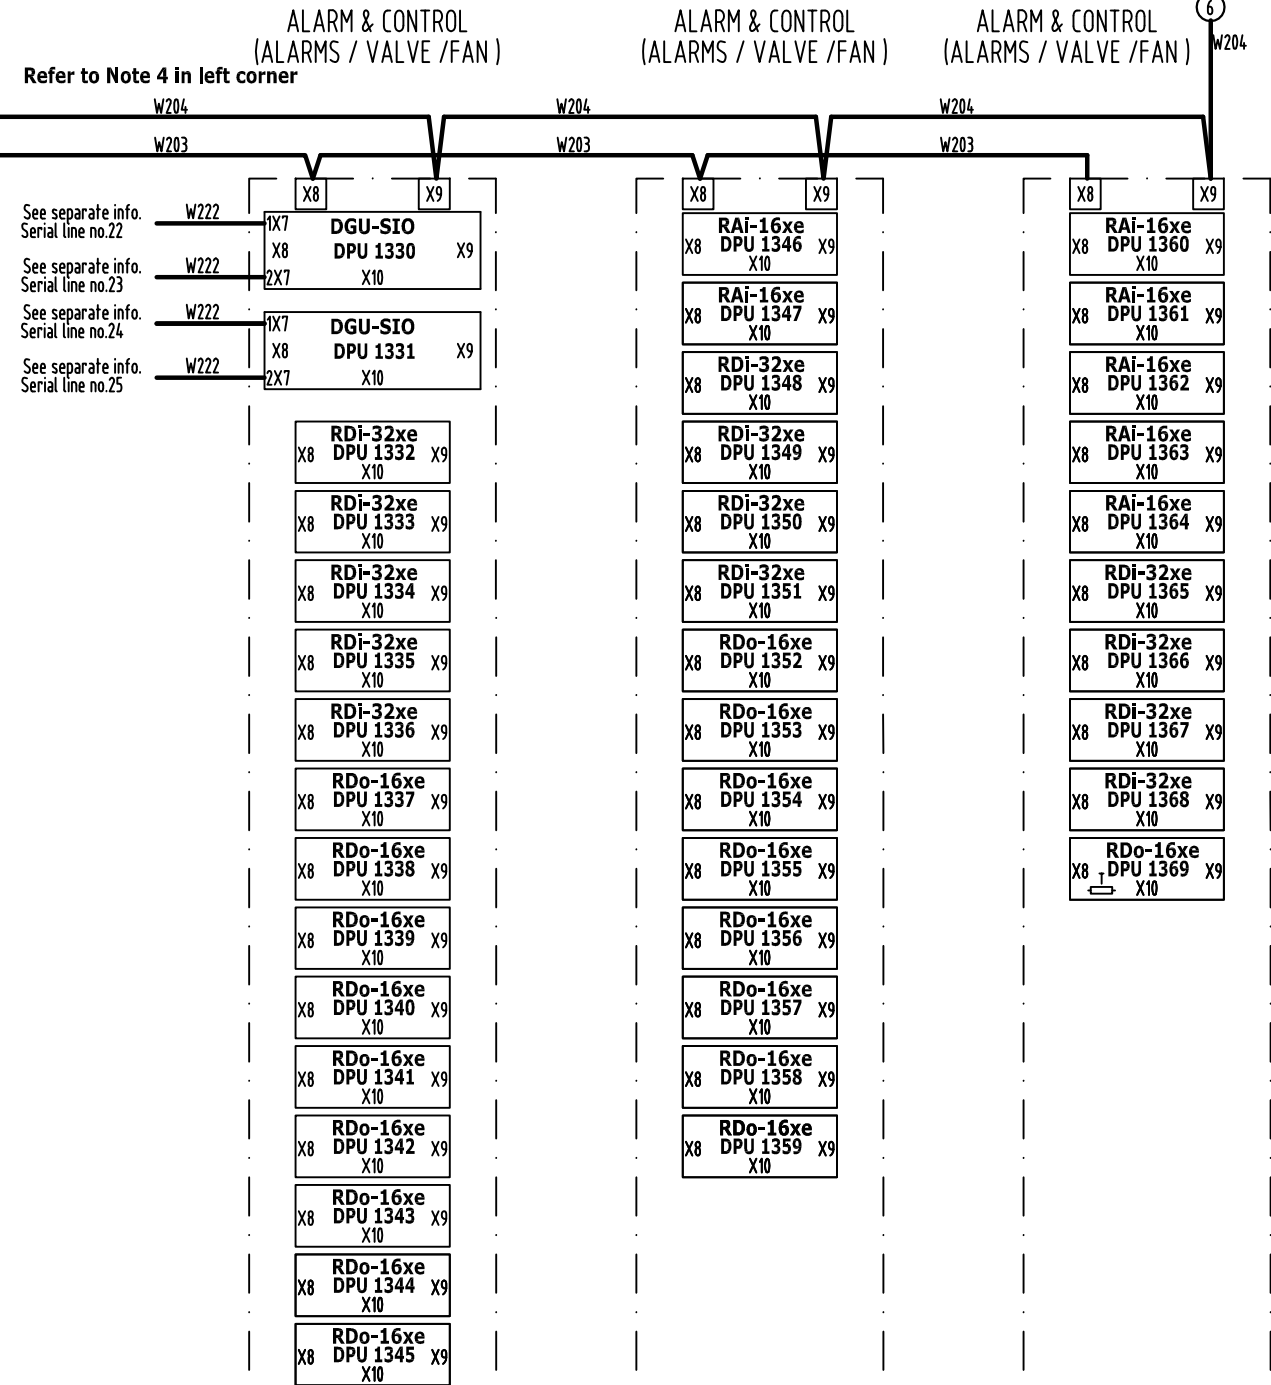 ALARM & CONTROL
(ALARMS / VALVE /FAN )
ALARM & CONTROL
(ALARMS / VALVE /FAN )
ALARM & CONTROL
(ALARMS / VALVE /FAN )
6
W204
Refer to Note 4 in left corner
W204
W204
W204
W203
W203
W203
X8 X9
See separate info.
Serial line no.22
W222
See separate info.
Serial line no.23
W222
See separate info.
Serial line no.24
W222
See separate info.
Serial line no.25
W222
1X7 DGU-SIO
X8 DPU 1330 X9
2X7 X10
1X7 DGU-SIO
X8 DPU 1331 X9
2X7 X10
RDi-32xe
X8 DPU 1332 X9
X10
RDi-32xe
X8 DPU 1333 X9
X10
RDi-32xe
X8 DPU 1334 X9
X10
RDi-32xe
X8 DPU 1335 X9
X10
RDi-32xe
X8 DPU 1336 X9
X10
RDo-16xe
X8 DPU 1337 X9
X10
RDo-16xe
X8 DPU 1338 X9
X10
RDo-16xe
X8 DPU 1339 X9
X10
RDo-16xe
X8 DPU 1340 X9
X10
RDo-16xe
X8 DPU 1341 X9
X10
RDo-16xe
X8 DPU 1342 X9
X10
RDo-16xe
X8 DPU 1343 X9
X10
RDo-16xe
X8 DPU 1344 X9
X10
RDo-16xe
X8 DPU 1345 X9
X10
X8 X9
RAi-16xe
X8 DPU 1346 X9
X10
RAi-16xe
X8 DPU 1347 X9
X10
RDi-32xe
X8 DPU 1348 X9
X10
RDi-32xe
X8 DPU 1349 X9
X10
RDi-32xe
X8 DPU 1350 X9
X10
RDi-32xe
X8 DPU 1351 X9
X10
RDo-16xe
X8 DPU 1352 X9
X10
RDo-16xe
X8 DPU 1353 X9
X10
RDo-16xe
X8 DPU 1354 X9
X10
RDo-16xe
X8 DPU 1355 X9
X10
RDo-16xe
X8 DPU 1356 X9
X10
RDo-16xe
X8 DPU 1357 X9
X10
RDo-16xe
X8 DPU 1358 X9
X10
RDo-16xe
X8 DPU 1359 X9
X10
X8 X9
RAi-16xe
X8 DPU 1360 X9
X10
RAi-16xe
X8 DPU 1361 X9
X10
RAi-16xe
X8 DPU 1362 X9
X10
RAi-16xe
X8 DPU 1363 X9
X10
RAi-16xe
X8 DPU 1364 X9
X10
RDi-32xe
X8 DPU 1365 X9
X10
RDi-32xe
X8 DPU 1366 X9
X10
RDi-32xe
X8 DPU 1367 X9
X10
RDi-32xe
X8 DPU 1368 X9
X10
RDo-16xe
X8 DPU 1369 X9
X10